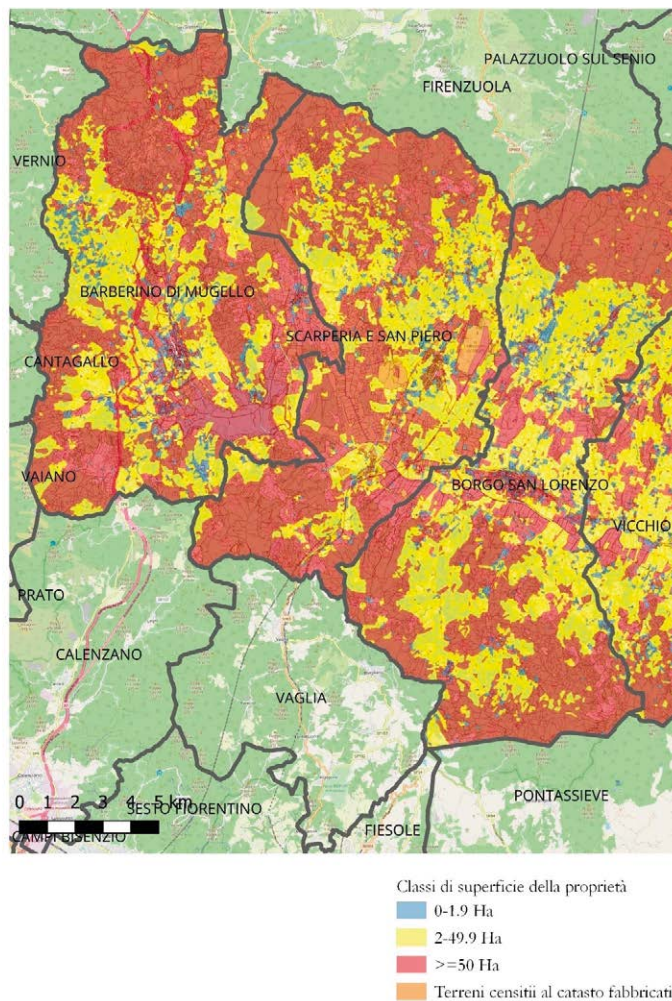 PALAZZUOLO SUL SENIO
FIRENZUOLA
VERNIO
BARBERINO DI MUGELLO
SCARPERIA E SAN PIERO
CANTAGALLO
VAIANO
BORGO SAN LORENZO
VICCHIO
PRATO
CALENZANO
VAGLIA
PONTASSIEVE
0 1 2 3 4 5 km
SESTO FIORENTINO
FIESOLE
CAMPI BISENZIO
Classi di superficie della proprietà
0-1.9 Ha
2-49.9 Ha
>=50 Ha
Terreni censitii al catasto fabbricati